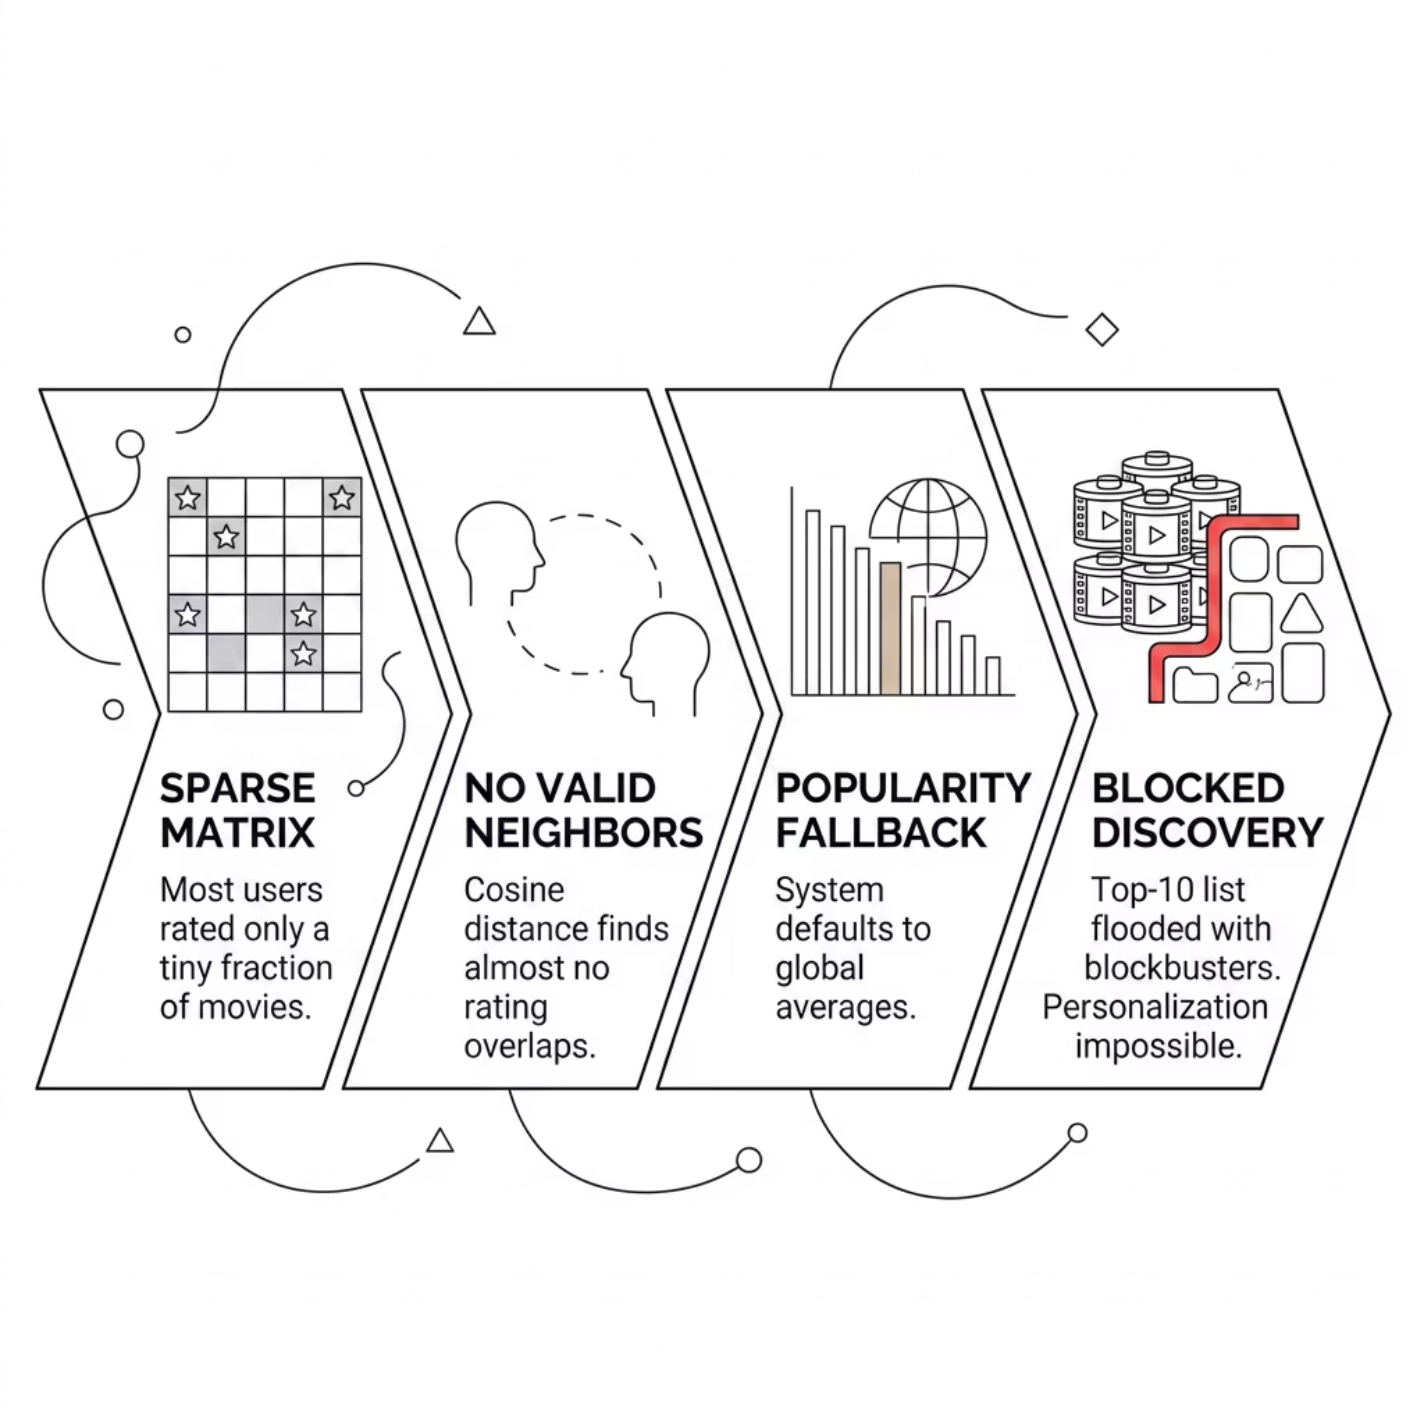 SPARSE
MATRIX
Most users
rated only a
tiny fraction
of movies.
NO VALID
NEIGHBORS
Cosine
distance finds
almost no
rating
overlaps.
POPULARITY
FALLBACK
System
defaults to
global
averages.
BLOCKED
DISCOVERY
Top-10 list
flooded with
blockbusters.
Personalization
impossible.